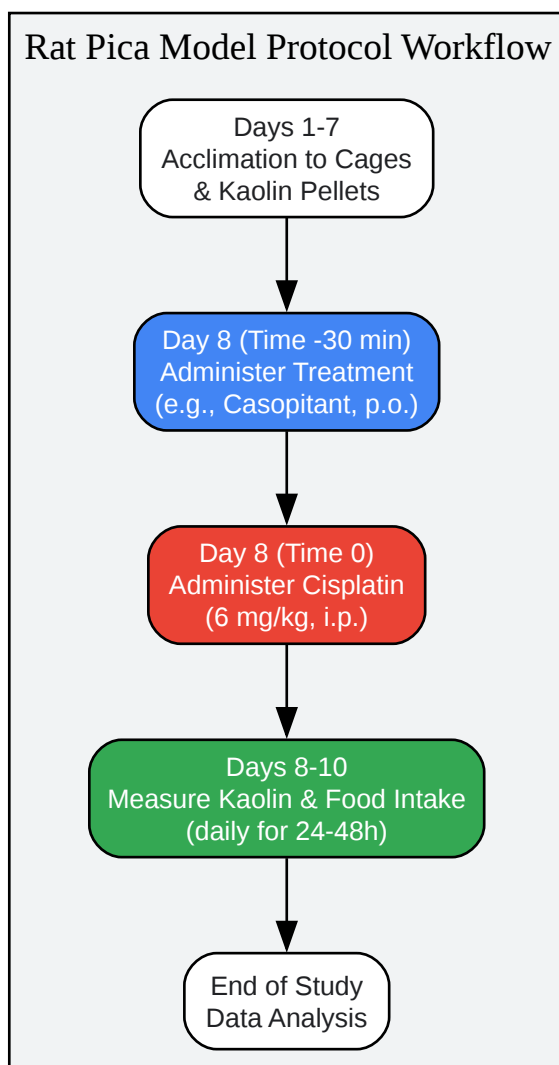 Rat Pica Model Protocol Workflow
Days 1-7
Acclimation to Cages
& Kaolin Pellets
Day 8 (Time -30 min)
Administer Treatment
(e.g., Casopitant, p.o.)
Day 8 (Time 0)
Administer Cisplatin
(6 mg/kg, i.p.)
Days 8-10
Measure Kaolin & Food Intake
(daily for 24-48h)
End of Study
Data Analysis